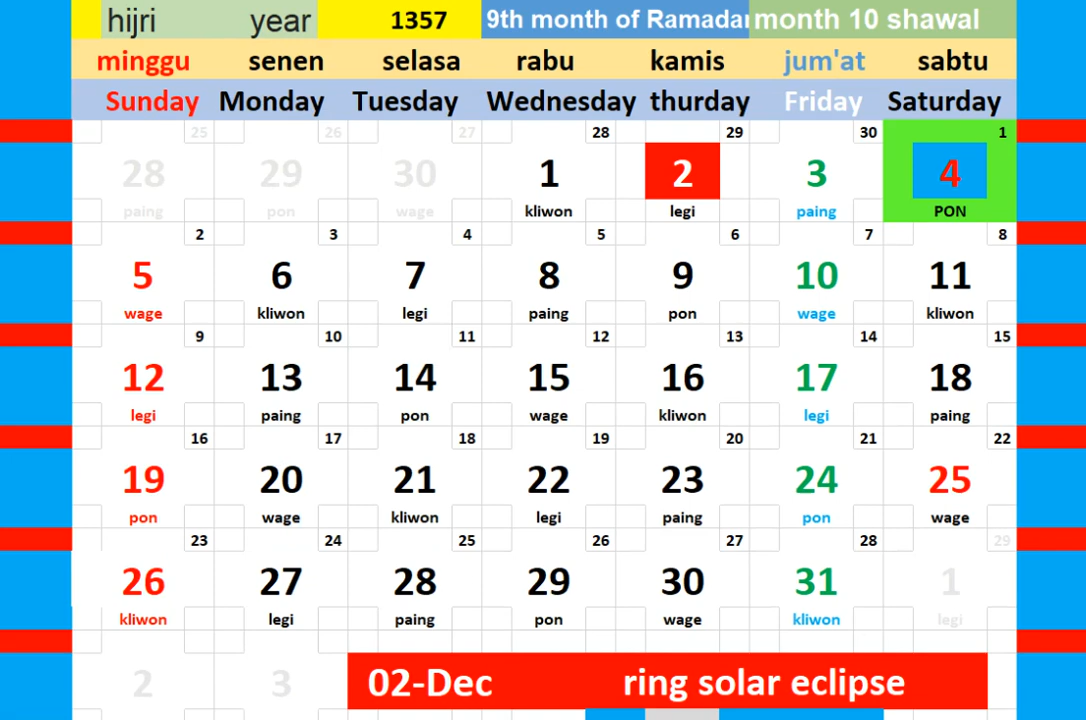 hijri year 1357 9th month of Ramadan month 10 shawal
minggu senen selasa rabu kamis jum'at sabtu
Sunday Monday Tuesday Wednesday thurday Friday Saturday
25 26 27 28 29 30 1
28 29 30 1 2 3 4
paing pon wage kliwon legi paing PON
2 3 4 5 6 7 8
5 6 7 8 9 10 11
wage kliwon legi paing pon wage kliwon
9 10 11 12 13 14 15
12 13 14 15 16 17 18
legi paing pon wage kliwon legi paing
16 17 18 19 20 21 22
19 20 21 22 23 24 25
pon wage kliwon legi paing pon wage
23 24 25 26 27 28 29
26 27 28 29 30 31 1
kliwon legi paing pon wage kliwon legi
2 3 02-Dec ring solar eclipse